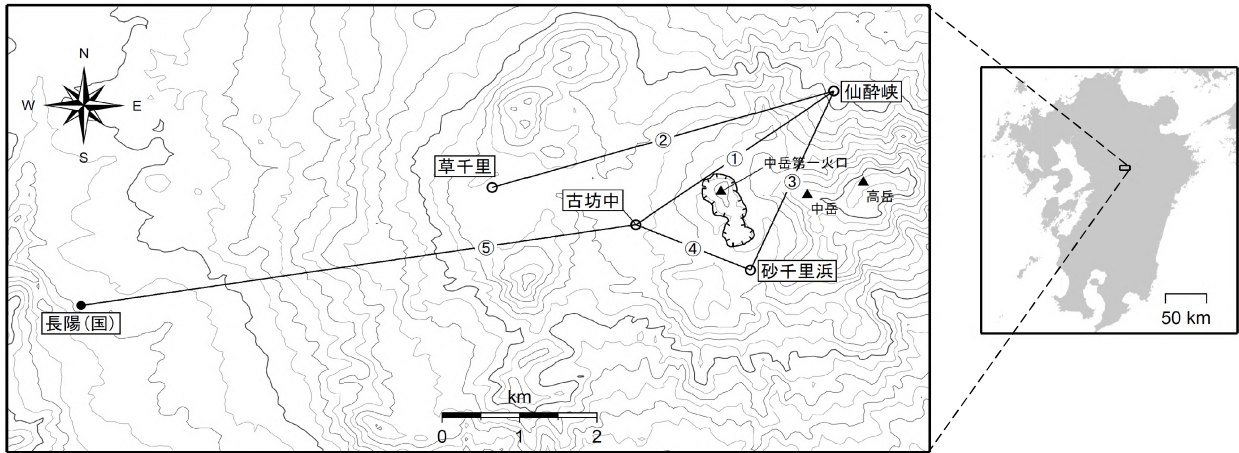 N
W
E
S
仙酔峡
②
草千里
①
中岳第一火口
③
古坊中
中岳
高岳
⑤
④
砂千里浜
長陽(国)
km
0
1
2
50 km